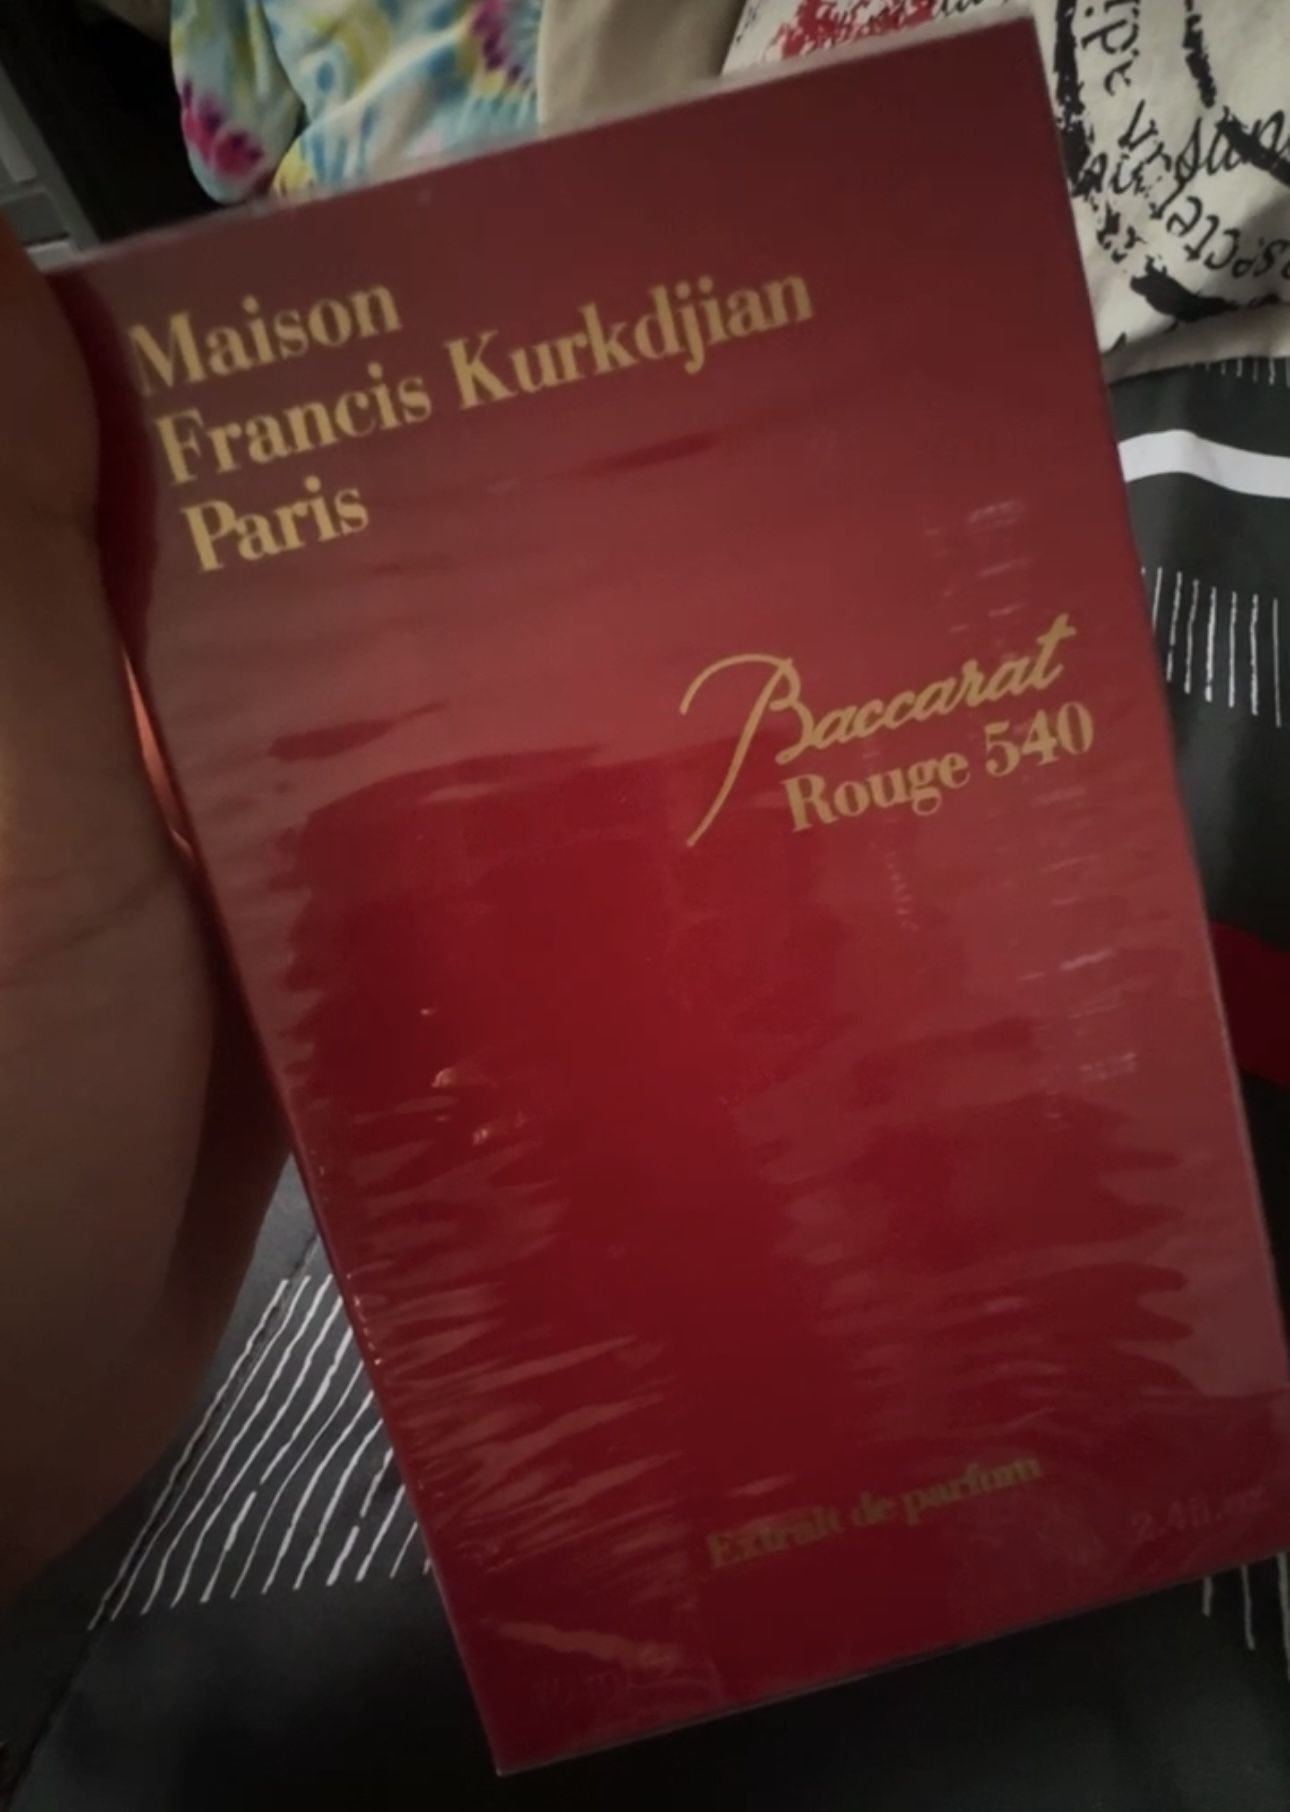 Maison
Francis Kurkdjian
Paris
Baccarat
Rouge 540
Extrait de parfum